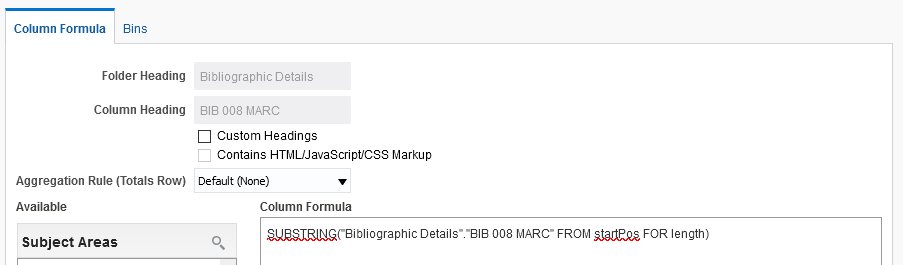 Column Formula Bins
Folder Heading Bibliographic Details
Column Heading BIB 008 MARC
Custom Headings
Contains HTML/JavaScript/CSS Markup
Aggregation Rule (Totals Row) Default (None)
Available Column Formula
Subject Areas SUBSTRING("Bibliographic Details"."BIB 008 MARC" FROM startPos FOR length)